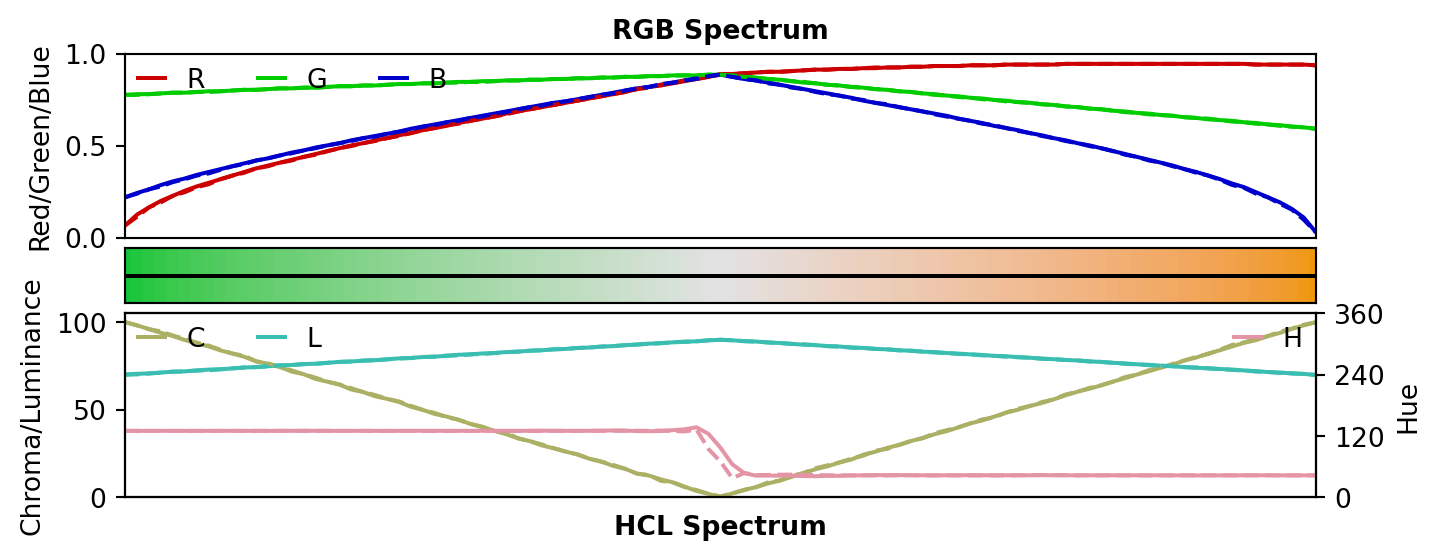 RGB Spectrum
Red/Green/Blue
1.0
0.5
0.0
R G B
Chroma/Luminance
100
50
0
C L H
360
240
120
0
Hue
HCL Spectrum